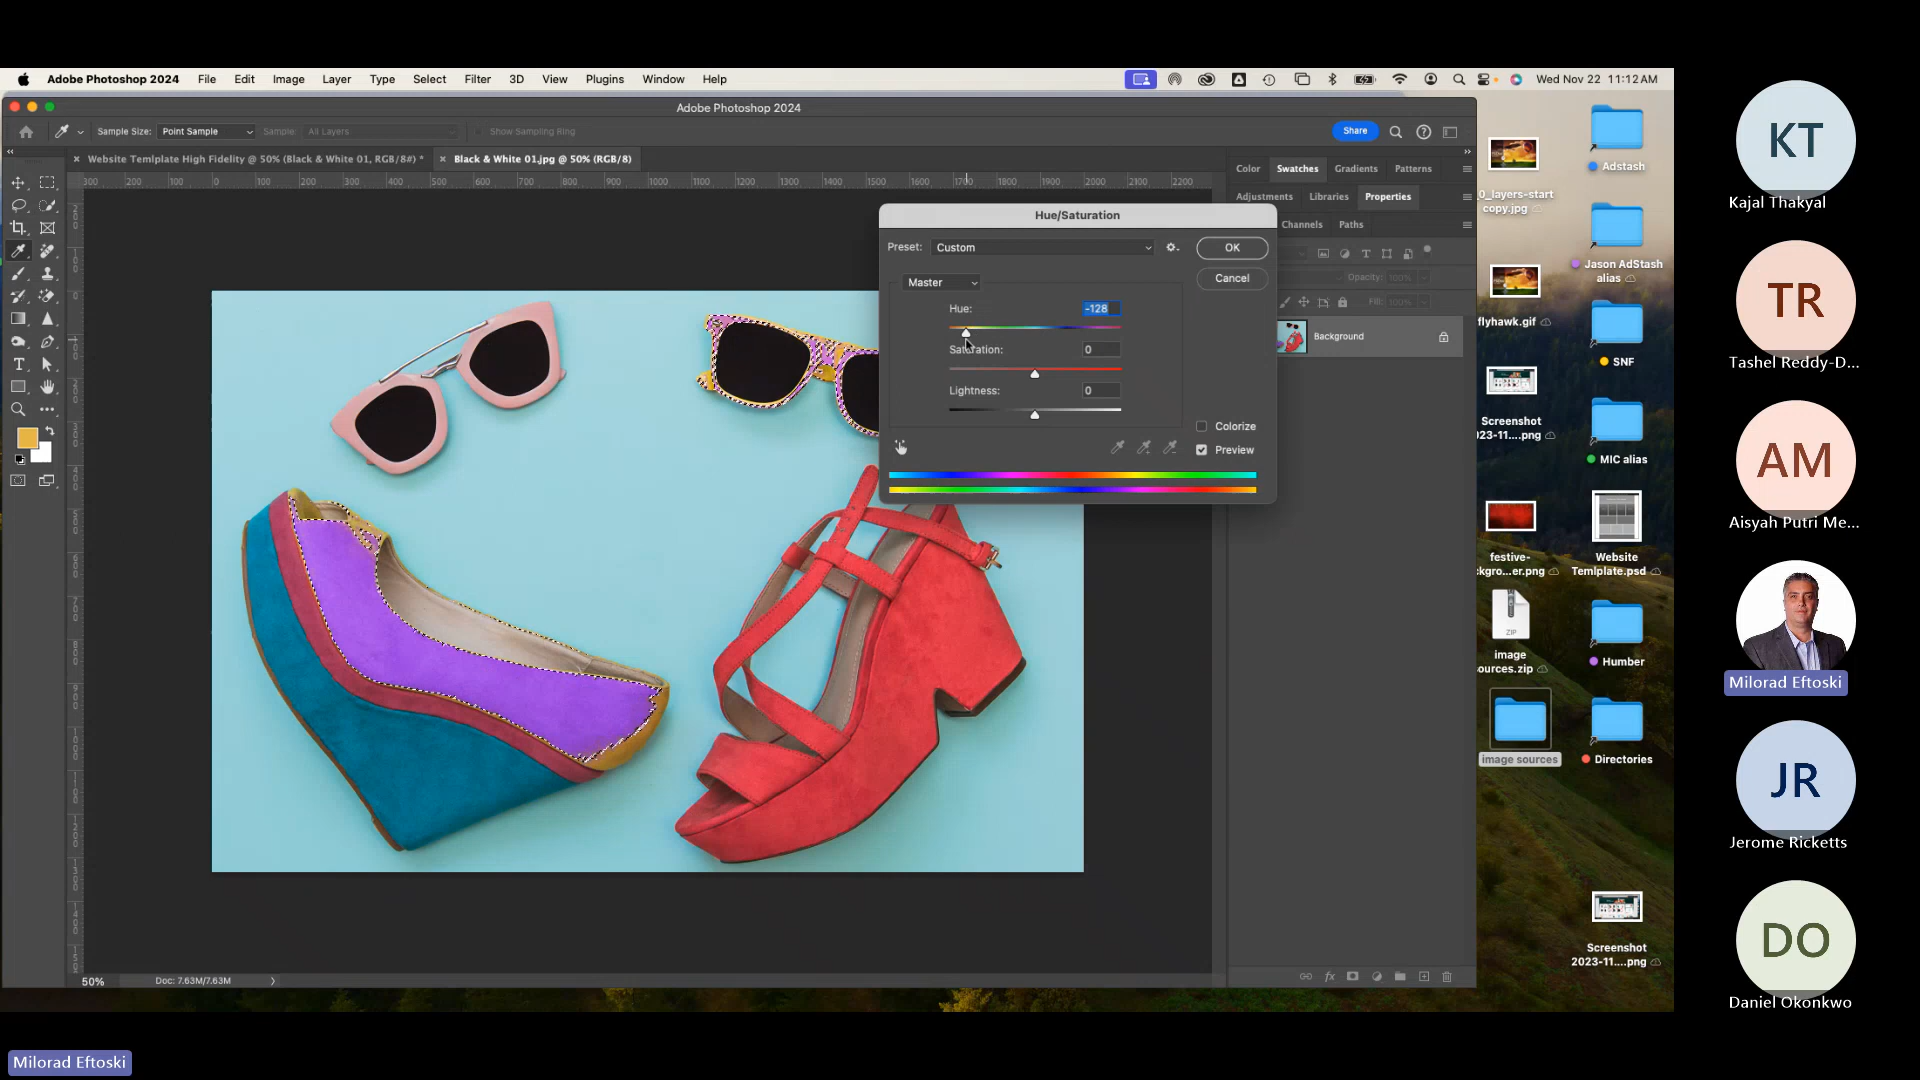 Adobe Photoshop 2024 File Edit Image Layer Type Select Filter 3D View Plugins Window Help Wed Nov 22 11:12 AM
Adobe Photoshop 2024
Sample Size: Point Sample Sample: All Layers Show Sampling Ring Share
Website Temlplate High Fidelity @ 50% (Black & White 01, RGB/8#) * Black & White 01.jpg @ 50% (RGB/8)
300 200 100 0 100 200 300 400 500 600 700 800 900 1000 1100 1200 1300 1400 1500 1600 1700 1800 1900 2000 2100 2200
Color Swatches Gradients Patterns
Adjustments Libraries Properties
Channels Paths
Opacity: 100%
Fill: 100%
Background
Hue/Saturation
Preset: Custom OK
Cancel
Master
Hue: -128
Saturation: 0
Lightness: 0
Colorize
Preview
50% Doc: 7.63M/7.63M
0_layers-start
copy.jpg
Adstash
Jason AdStash
alias
flyhawk.gif
SNF
Screenshot
023-11....png
MIC alias
festive-
ckgro...er.png
Website
Temlplate.psd
ZIP
image
ources.zip
Humber
image sources
Directories
Screenshot
2023-11....png
KT
Kajal Thakyal
TR
Tashel Reddy-D...
AM
Aisyah Putri Me...
Milorad Eftoski
JR
Jerome Ricketts
DO
Daniel Okonkwo
Milorad Eftoski